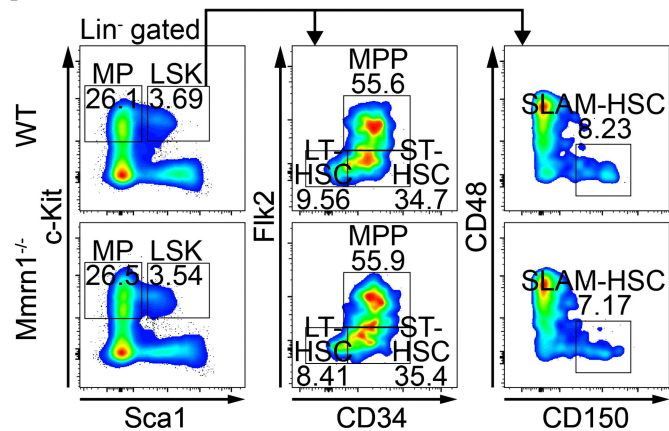 Lin⁻ gated
WT
c-Kit
MP
26.1
LSK
3.69
Flk2
MPP
55.6
LT-
HSC
9.56
ST-
HSC
34.7
CD48
SLAM-HSC
8.23
Mmrn1⁻/⁻
MP
26.5
LSK
3.54
MPP
55.9
LT-
HSC
8.41
ST-
HSC
35.4
SLAM-HSC
7.17
Sca1
CD34
CD150